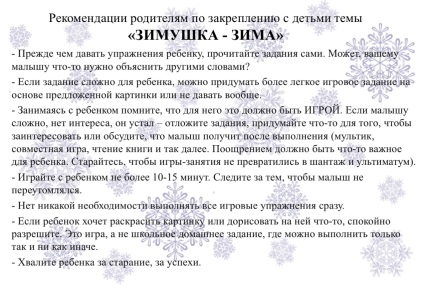 Рекомендации родителям по закреплению с детьми темы
«ЗИМУШКА - ЗИМА»
- Прежде чем давать упражнения ребенку, прочитайте задания сами. Может, вашему
малышу что-то нужно объяснить другими словами?
- Если задание сложно для ребенка, можно придумать более легкое игровое задание на
основе предложенной картинки или не давать вообще.
- Занимаясь с ребенком помните, что для него это должно быть ИГРОЙ. Если малышу
сложно, нет интереса, он устал – отложите задания, придумайте что-то для того, чтобы
заинтересовать или обсудите, что малыш получит после выполнения (мультик,
совместная игра, чтение книги и так далее. Поощрением должно быть что-то важное
для ребенка. Старайтесь, чтобы игры-занятия не превратились в шантаж и ультиматум).
- Играйте с ребенком не более 10-15 минут. Следите за тем, чтобы малыш не
переутомлялся.
- Нет никакой необходимости выполнять все игровые упражнения сразу.
- Если ребенок хочет раскрасить картинку или дорисовать на ней что-то, спокойно
разрешите. Это игра, а не школьное домашнее задание, где можно выполнить только
так и ни как иначе.
- Хвалите ребенка за старание, за успехи.